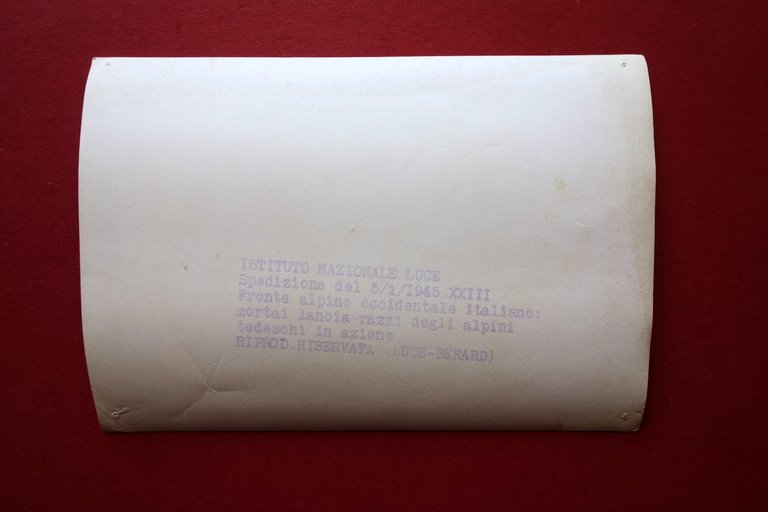 ISTITUTO NAZIONALE LUCE
Spedizione del 5/1/1945 XXIII
Fronte alpino occidentale italiano:
mortai lancia-razzi degli alpini
tedeschi in azione
RIPROD.RISERVATA LUCE-BERARD)